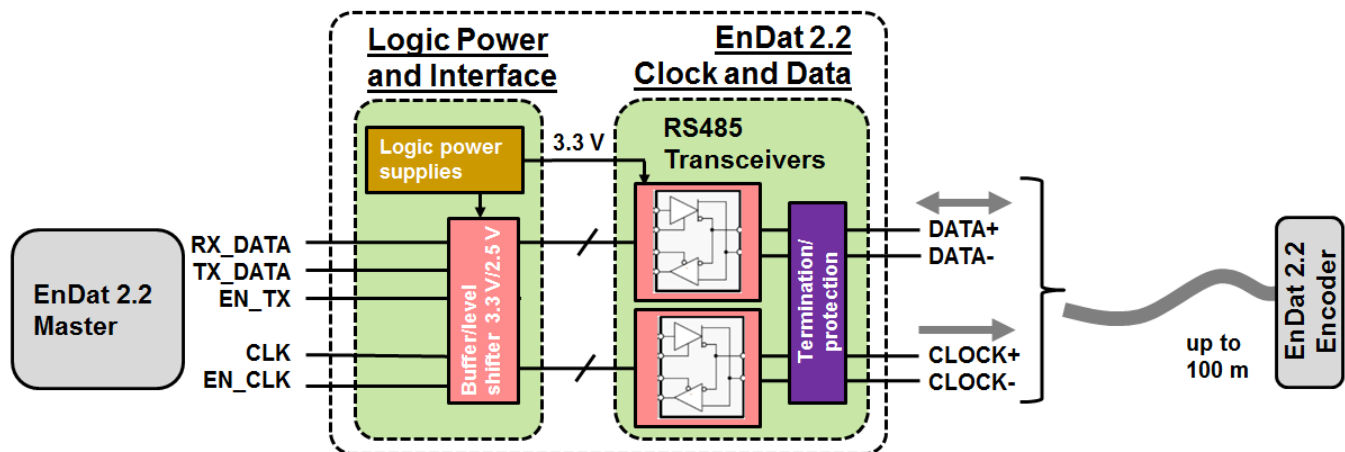 Logic Power
and Interface
EnDat 2.2
Clock and Data
Logic power
supplies
3.3 V
RS485
Transceivers
EnDat 2.2
Master
RX_DATA
TX_DATA
EN_TX
CLK
EN_CLK
Buffer/level
shifter 3.3 V/2.5 V
Termination/
protection
DATA+
DATA-
CLOCK+
CLOCK-
up to
100 m
EnDat 2.2
Encoder